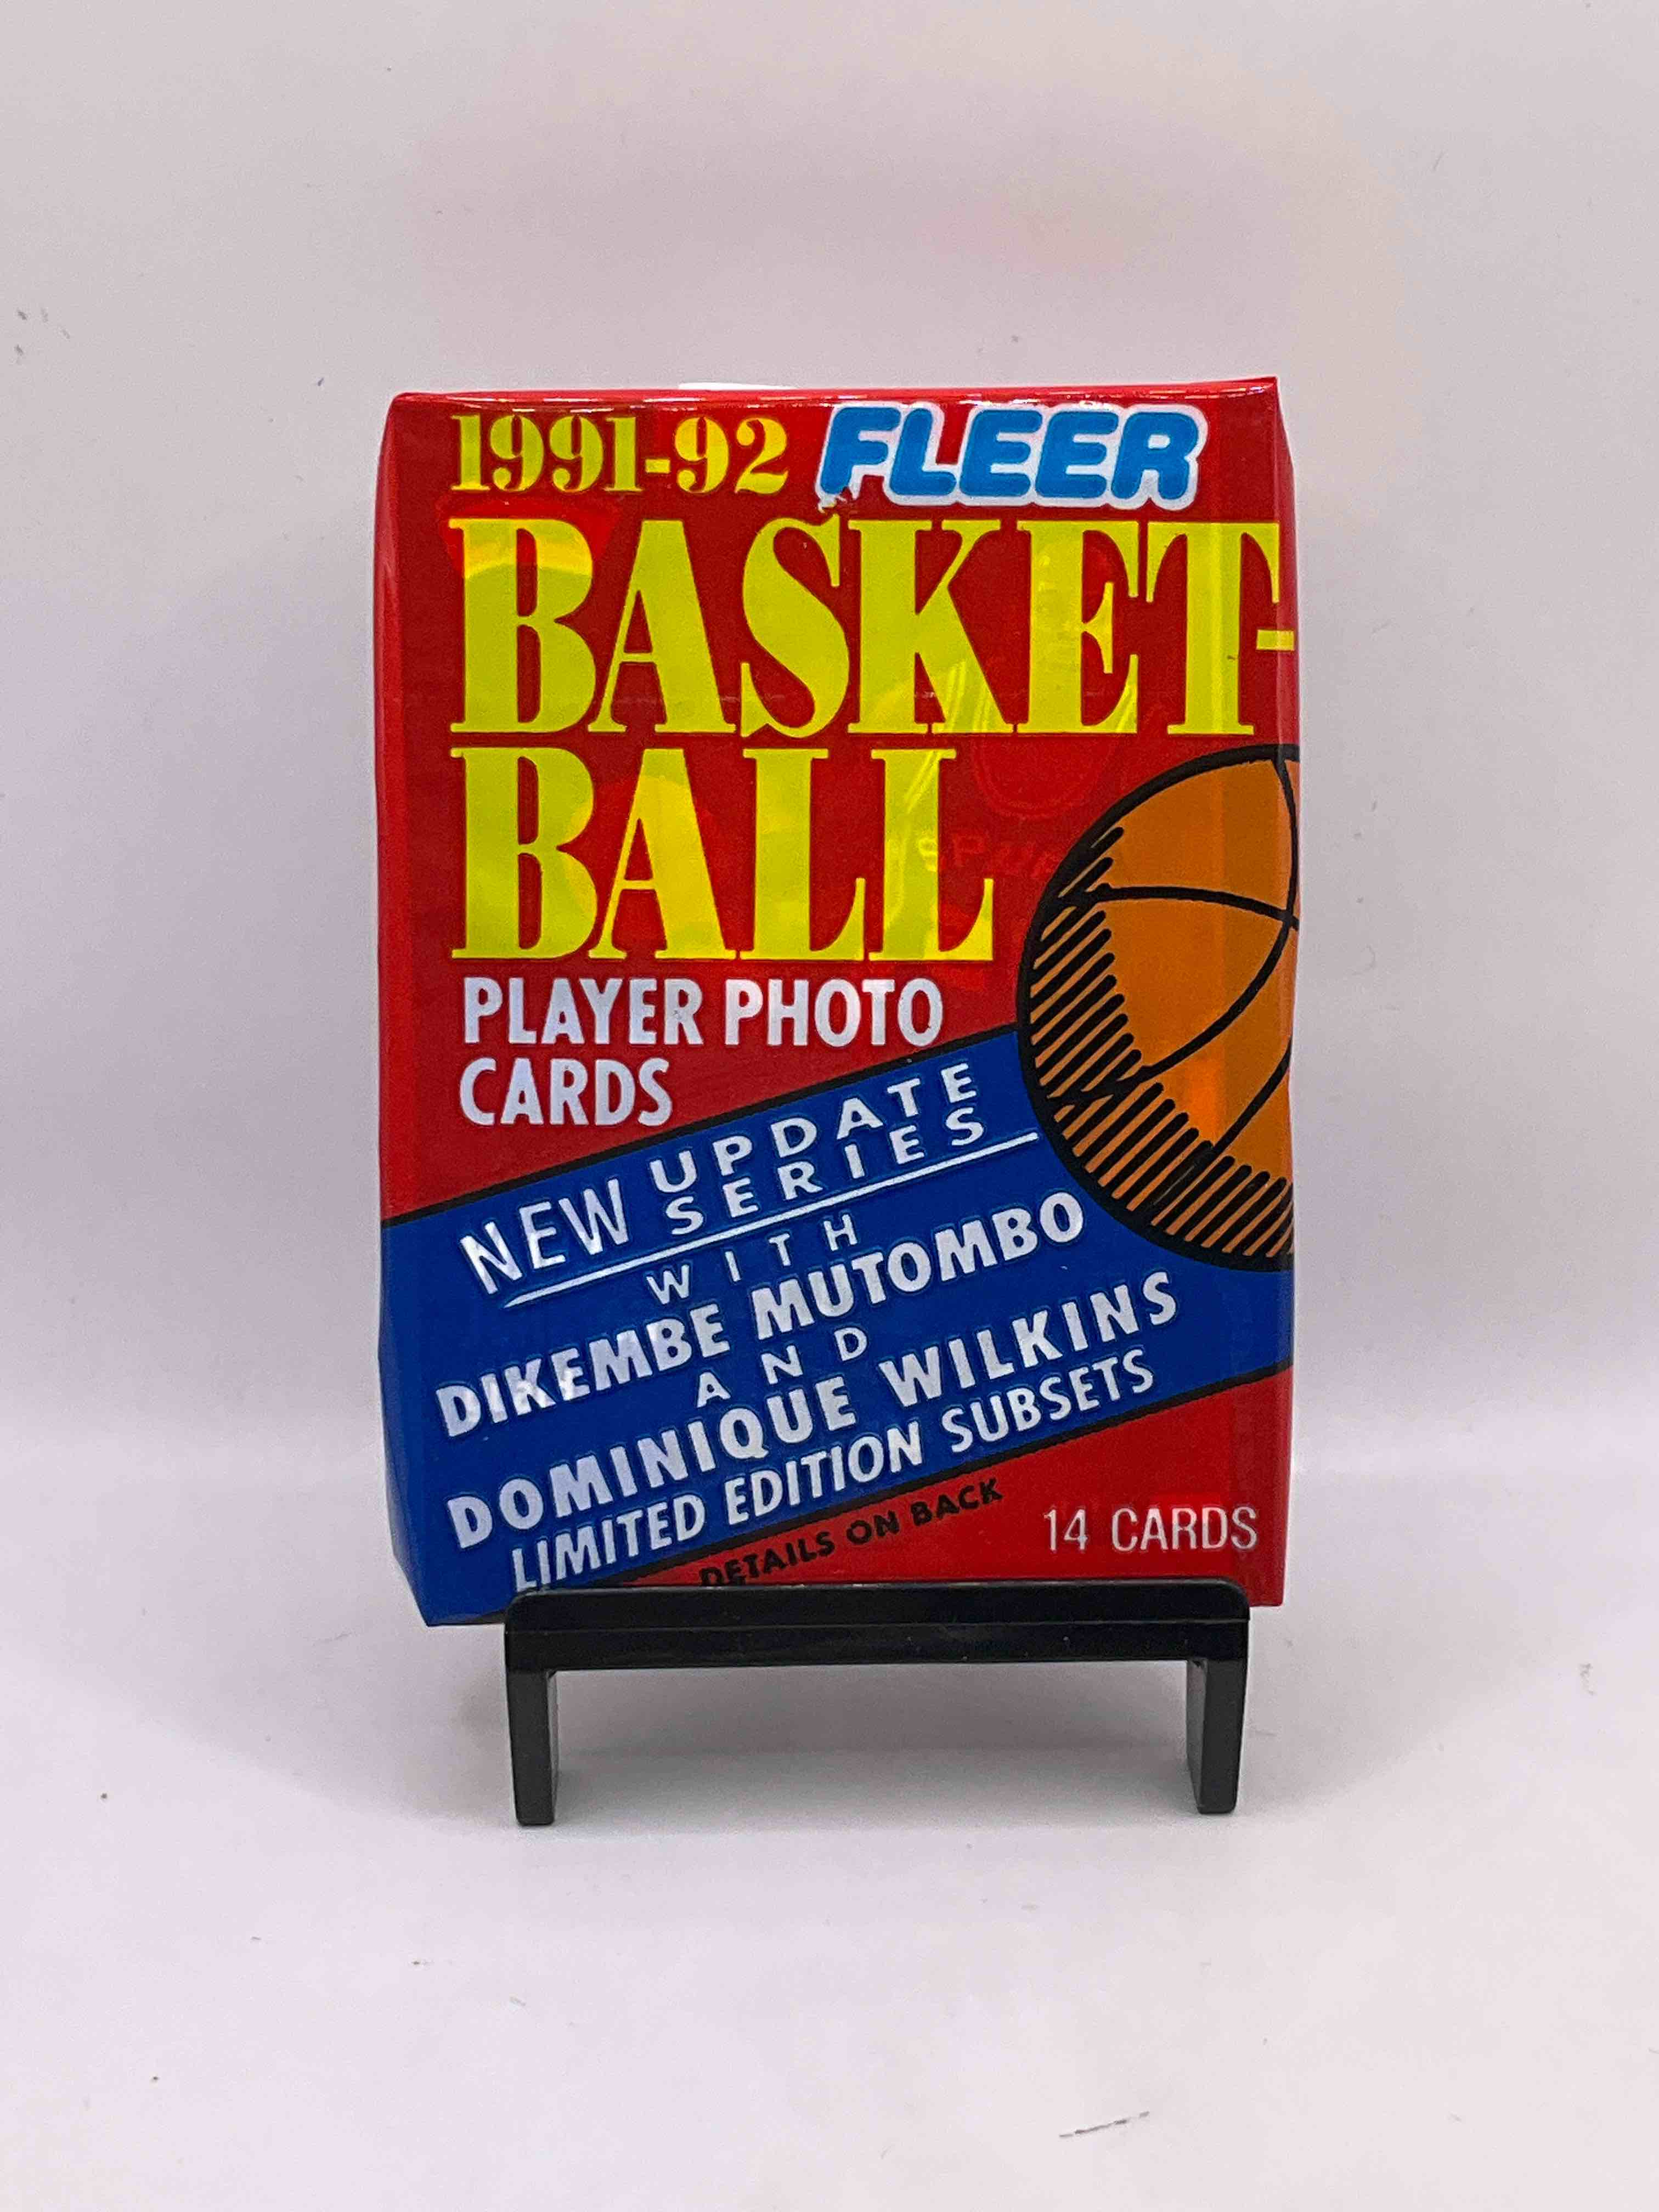 1991-92 FLEER
BASKET-
BALL
PLAYER PHOTO
CARDS
NEW UPDATE
SERIES
WITH
DIKEMBE MUTOMBO
AND
DOMINIQUE WILKINS
LIMITED EDITION SUBSETS
DETAILS ON BACK
14 CARDS